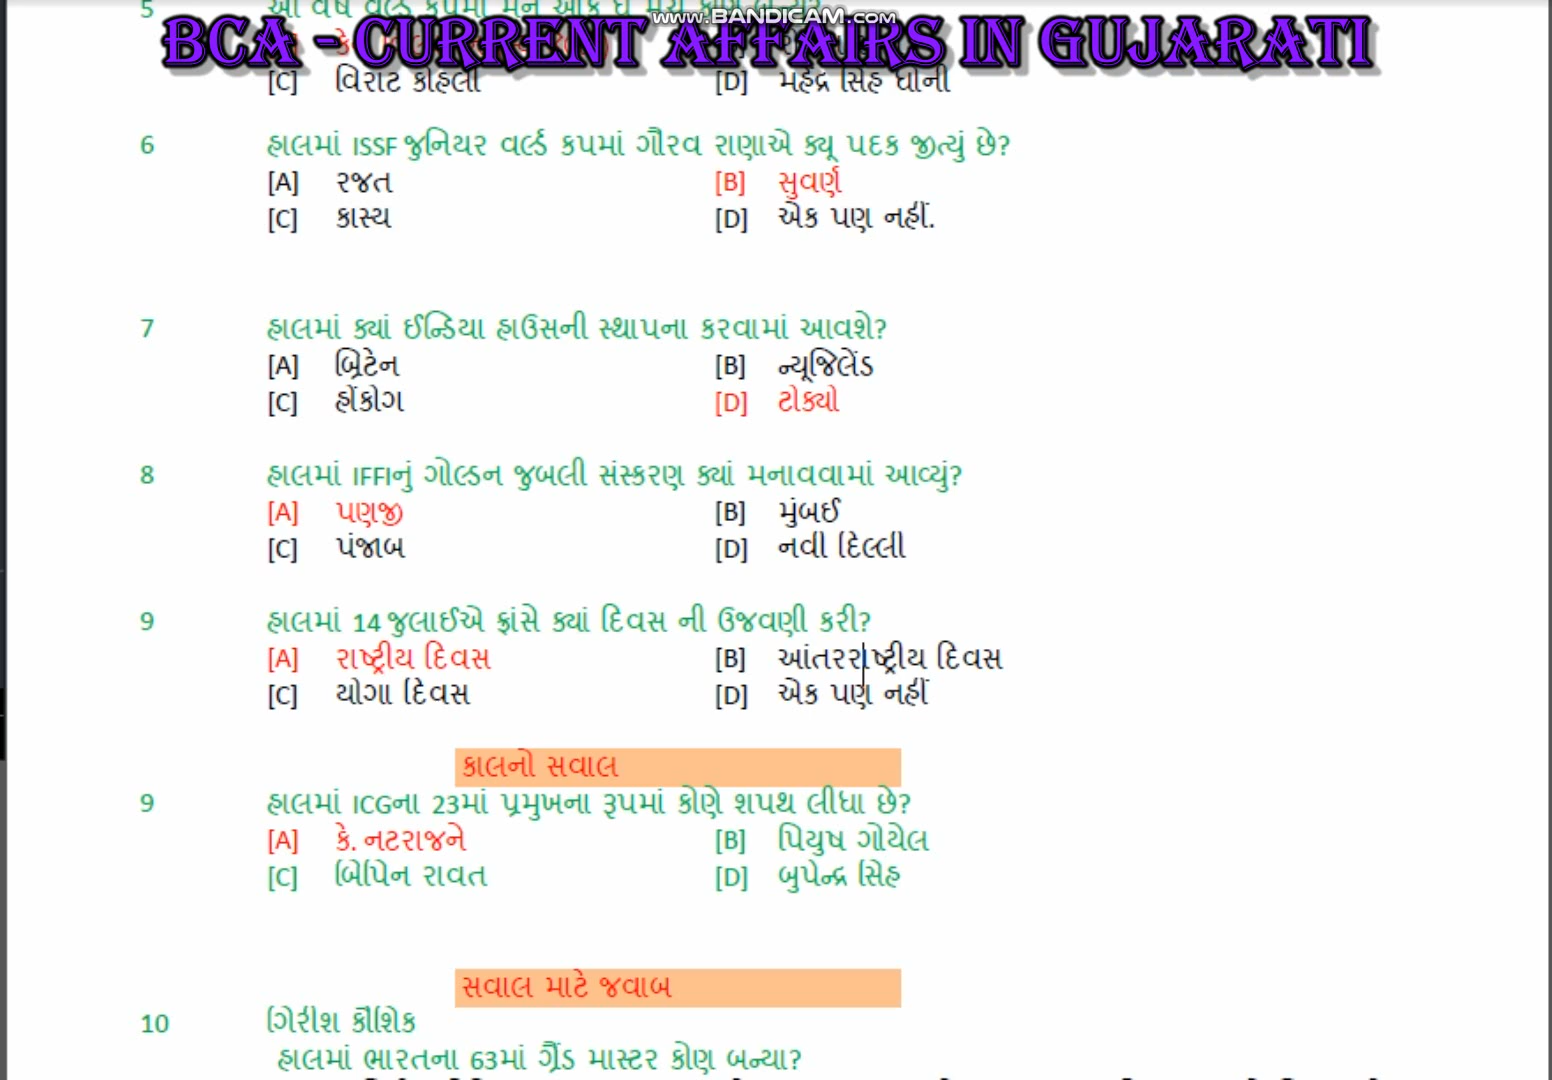 www.BANDICAM.com
BCA - CURRENT AFFAIRS IN GUJARATI
5
[C] વિરાટ કોહલી [D] મહેંદ્ર સિંહ ધોની
6 હાલમાં ISSF જુનિયર વર્લ્ડ કપમાં ગૌરવ રાણાએ ક્યૂ પદક જીત્યું છે?
[A] રજત [B] સુવર્ણ
[C] કાસ્ય [D] એક પણ નહીં.
7 હાલમાં ક્યાં ઈન્ડિયા હાઉસની સ્થાપના કરવામાં આવશે?
[A] બ્રિટેન [B] ન્યૂજિલેંડ
[C] હોંકોગ [D] ટોક્યો
8 હાલમાં IFFIનું ગોલ્ડન જુબલી સંસ્કરણ ક્યાં મનાવવામાં આવ્યું?
[A] પણજી [B] મુંબઈ
[C] પંજાબ [D] નવી દિલ્લી
9 હાલમાં 14 જુલાઈએ ફ્રાંસે ક્યાં દિવસ ની ઉજવણી કરી?
[A] રાષ્ટ્રીય દિવસ [B] આંતરરાષ્ટ્રીય દિવસ
[C] યોગા દિવસ [D] એક પણ નહીં
કાલનો સવાલ
9 હાલમાં ICGના 23માં પ્રમુખના રૂપમાં કોણે શપથ લીધા છે?
[A] કે. નટરાજને [B] પિયુષ ગોયેલ
[C] બિપિન રાવત [D] બુપેન્દ્ર સિંહ
સવાલ માટે જવાબ
10 ગિરીશ કૌશિક
હાલમાં ભારતના 63માં ગ્રૈંડ માસ્ટર કોણ બન્યા?